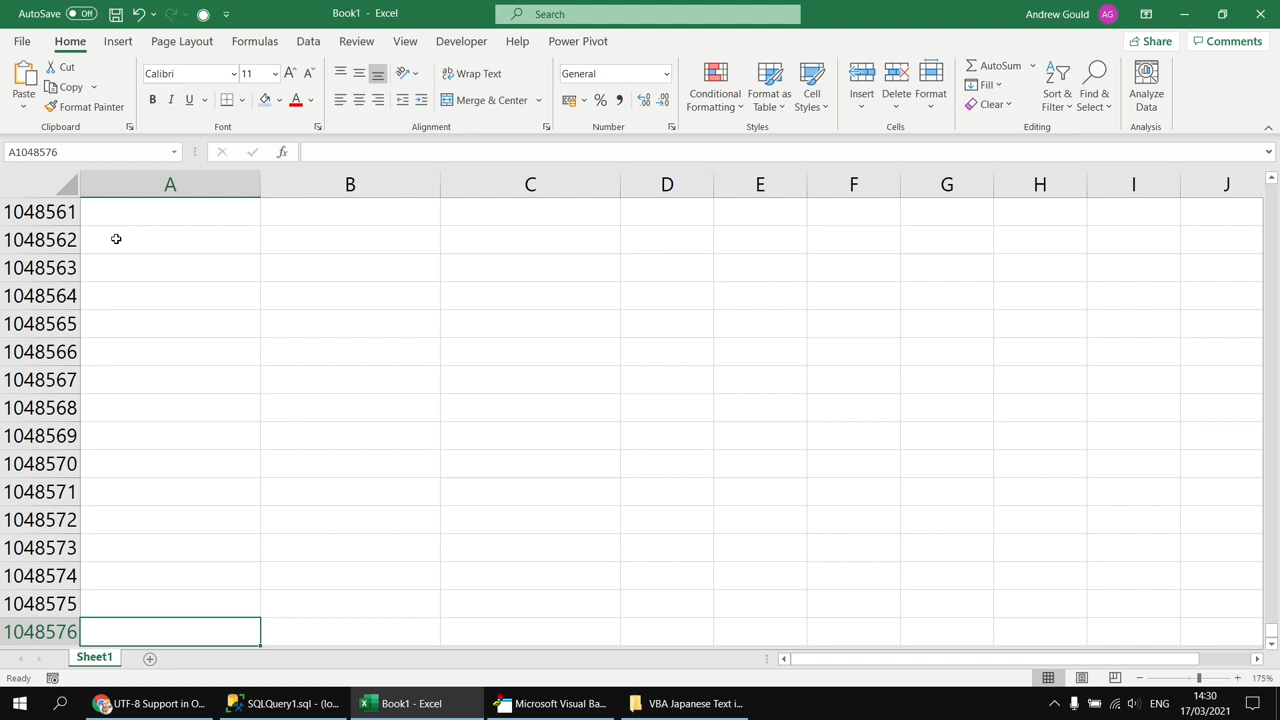 AutoSave Off Book1 - Excel Search Andrew Gould AG
File Home Insert Page Layout Formulas Data Review View Developer Help Power Pivot Share Comments
Paste
Cut
Copy
Format Painter
Clipboard
Calibri 11
B I U
Font
Wrap Text
Merge & Center
Alignment
General
Number
Conditional Formatting
Format as Table
Cell Styles
Styles
Insert Delete Format
Cells
AutoSum
Fill
Clear
Sort & Filter
Find & Select
Editing
Analyze Data
Analysis
A1048576 fx
A B C D E F G H I J
1048561
1048562
1048563
1048564
1048565
1048566
1048567
1048568
1048569
1048570
1048571
1048572
1048573
1048574
1048575
1048576
Sheet1
Ready 175%
UTF-8 Support in O... SQLQuery1.sql - (lo... Book1 - Excel Microsoft Visual Ba... VBA Japanese Text i... ENG 14:30
17/03/2021